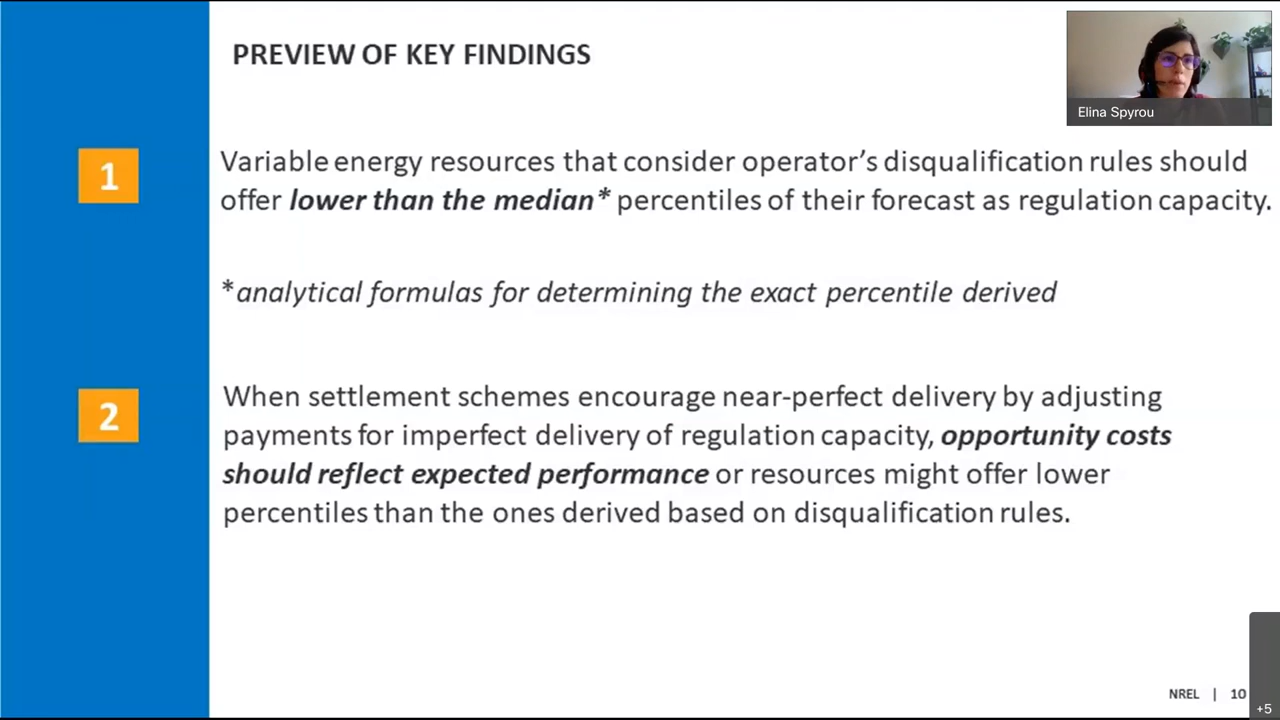 PREVIEW OF KEY FINDINGS
Elina Spyrou
1
Variable energy resources that consider operator’s disqualification rules should
offer lower than the median* percentiles of their forecast as regulation capacity.
*analytical formulas for determining the exact percentile derived
2
When settlement schemes encourage near-perfect delivery by adjusting
payments for imperfect delivery of regulation capacity, opportunity costs
should reflect expected performance or resources might offer lower
percentiles than the ones derived based on disqualification rules.
NREL | 10
+5